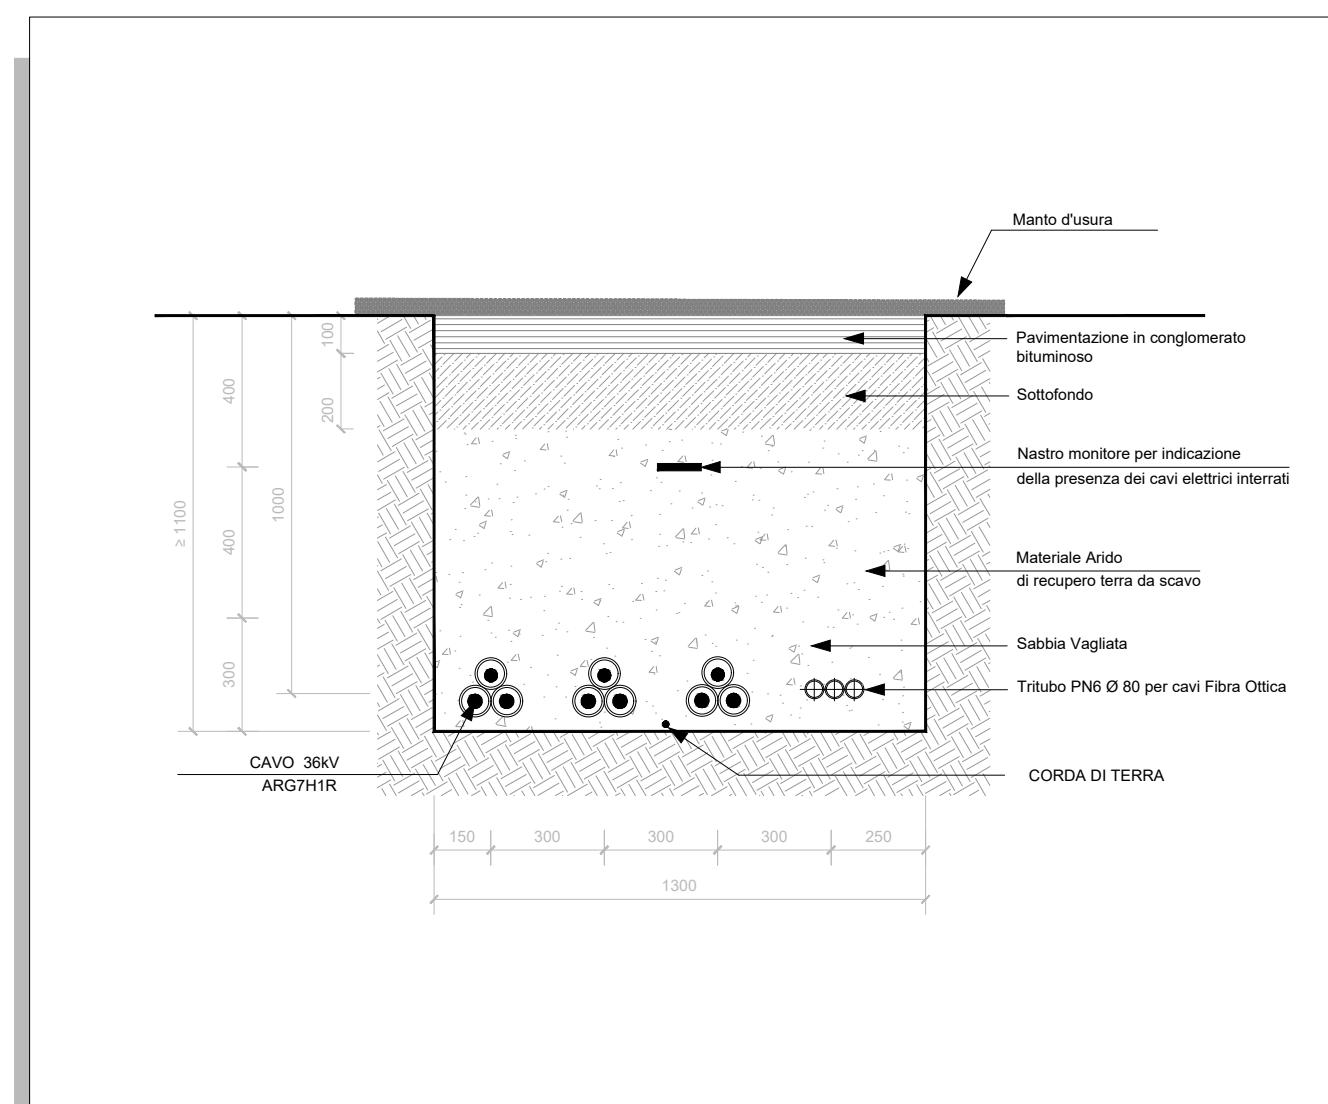 Manto d'usura
Pavimentazione in conglomerato
bituminoso
Sottofondo
Nastro monitore per indicazione
della presenza dei cavi elettrici interrati
Materiale Arido
di recupero terra da scavo
Sabbia Vagliata
Tritubo PN6 Ø 80 per cavi Fibra Ottica
CORDA DI TERRA
CAVO 36kV
ARG7H1R
≥ 1100
400
400
300
1000
100
200
150 300 300 300 250
1300